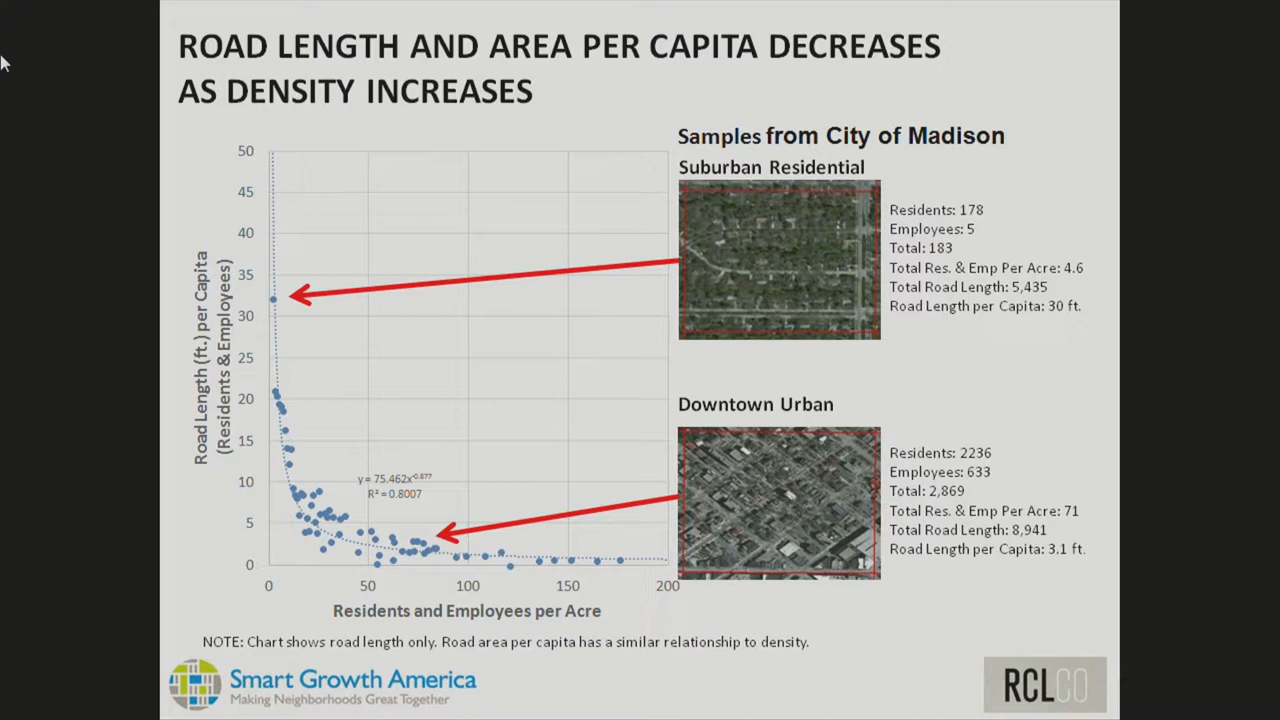 ROAD LENGTH AND AREA PER CAPITA DECREASES
AS DENSITY INCREASES
Samples from City of Madison
Suburban Residential
Residents: 178
Employees: 5
Total: 183
Total Res. & Emp Per Acre: 4.6
Total Road Length: 5,435
Road Length per Capita: 30 ft.
Downtown Urban
Residents: 2236
Employees: 633
Total: 2,869
Total Res. & Emp Per Acre: 71
Total Road Length: 8,941
Road Length per Capita: 3.1 ft.
Road Length (ft.) per Capita
(Residents & Employees)
50
45
40
35
30
25
20
15
10
5
0
y = 75.462x^-0.877
R² = 0.8007
0 50 100 150 200
Residents and Employees per Acre
NOTE: Chart shows road length only. Road area per capita has a similar relationship to density.
Smart Growth America
Making Neighborhoods Great Together
RCLCO